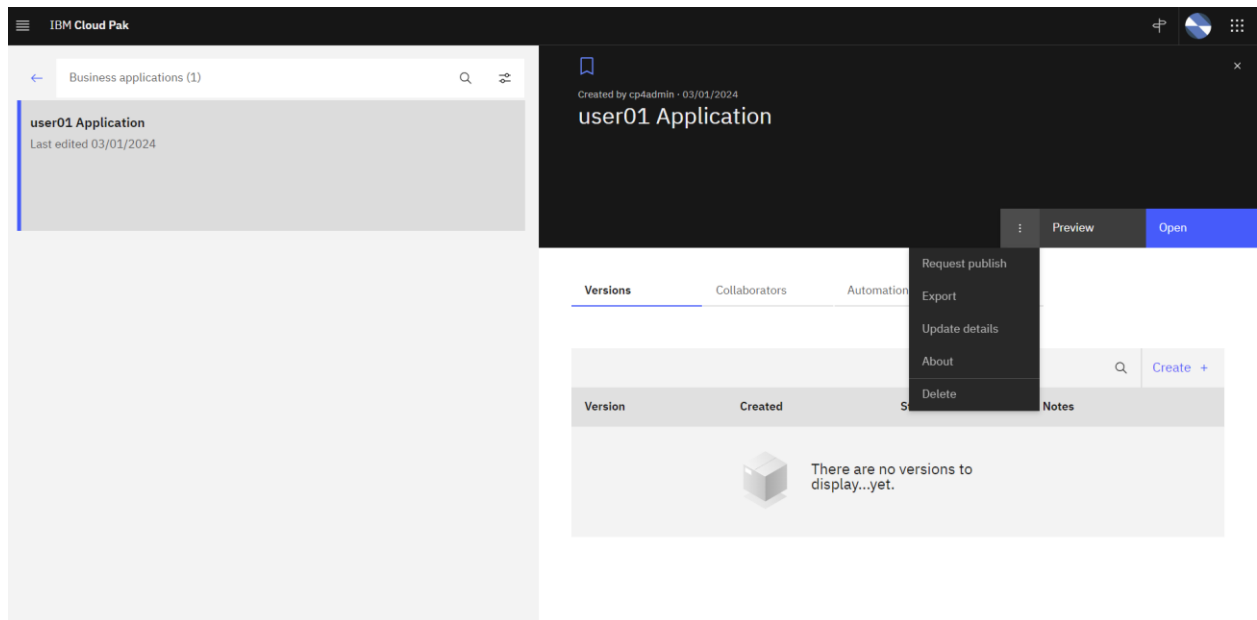 IBM Cloud Pak
Business applications (1)
user01 Application
Last edited 03/01/2024
Created by cp4admin · 03/01/2024
user01 Application
Preview
Open
Request publish
Export
Update details
About
Delete
Versions
Collaborators
Automation
Create +
Version
Created
Notes
There are no versions to
display...yet.